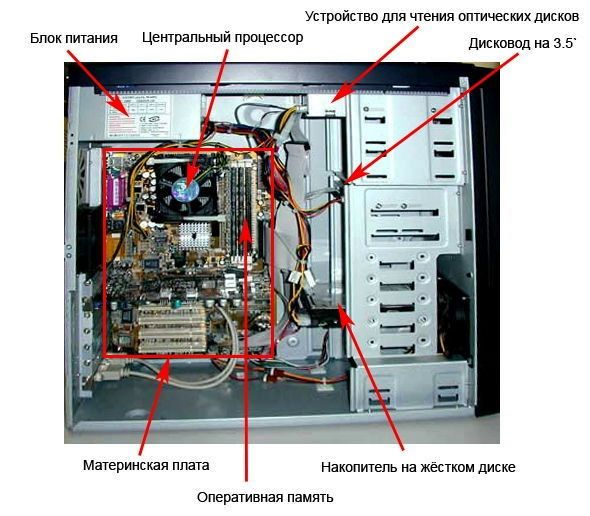 Устройство для чтения оптических дисков
Блок питания
Центральный процессор
Дисковод на 3.5`
Материнская плата
Накопитель на жёстком диске
Оперативная память